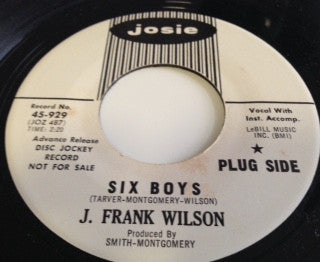 Josie
Record No.
45-929
(JOZ 487)
TIME: 2:20
Advance Release
DISC JOCKEY
RECORD
NOT FOR SALE
Vocal With
Inst. Accomp.
LeBILL MUSIC
INC. (BMI)
★
PLUG SIDE
SIX BOYS
(TARVER-MONTGOMERY-WILSON)
J. FRANK WILSON
Produced By
SMITH-MONTGOMERY